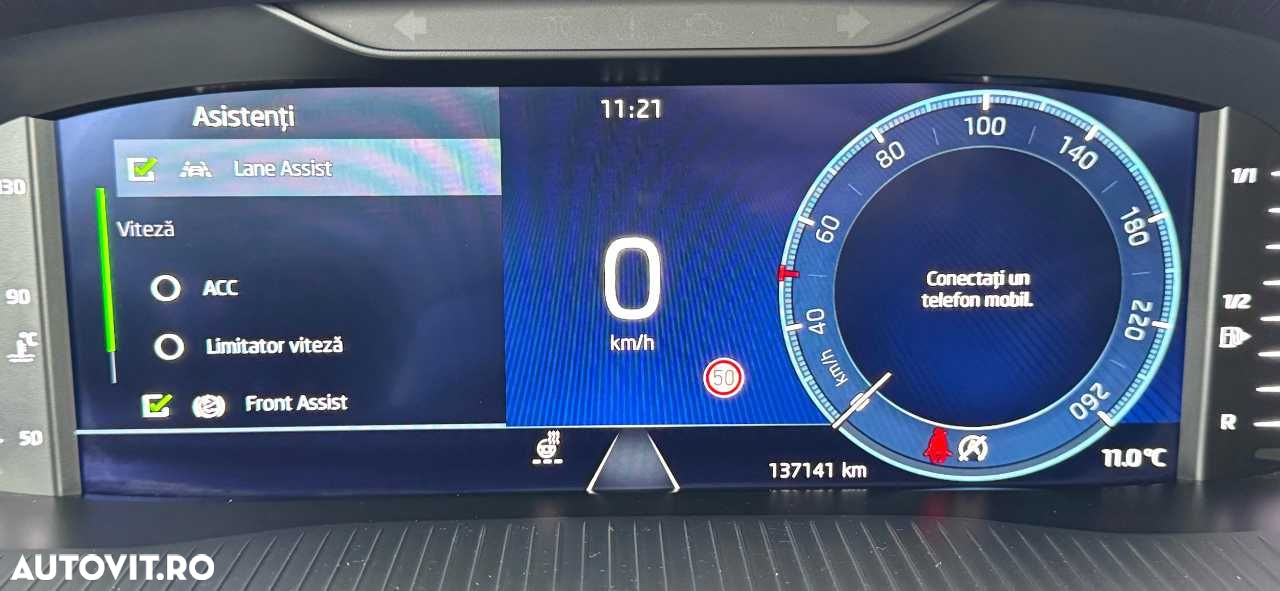 Asistenți
Lane Assist
Viteză
ACC
Limitator viteză
Front Assist
11:21
0
km/h
50
137141 km
40
60
80
100
140
180
220
260
km/h
Conectați un
telefon mobil.
11.0 °C
130
90
°C
50
1/1
1/2
R
AUTOVIT.RO